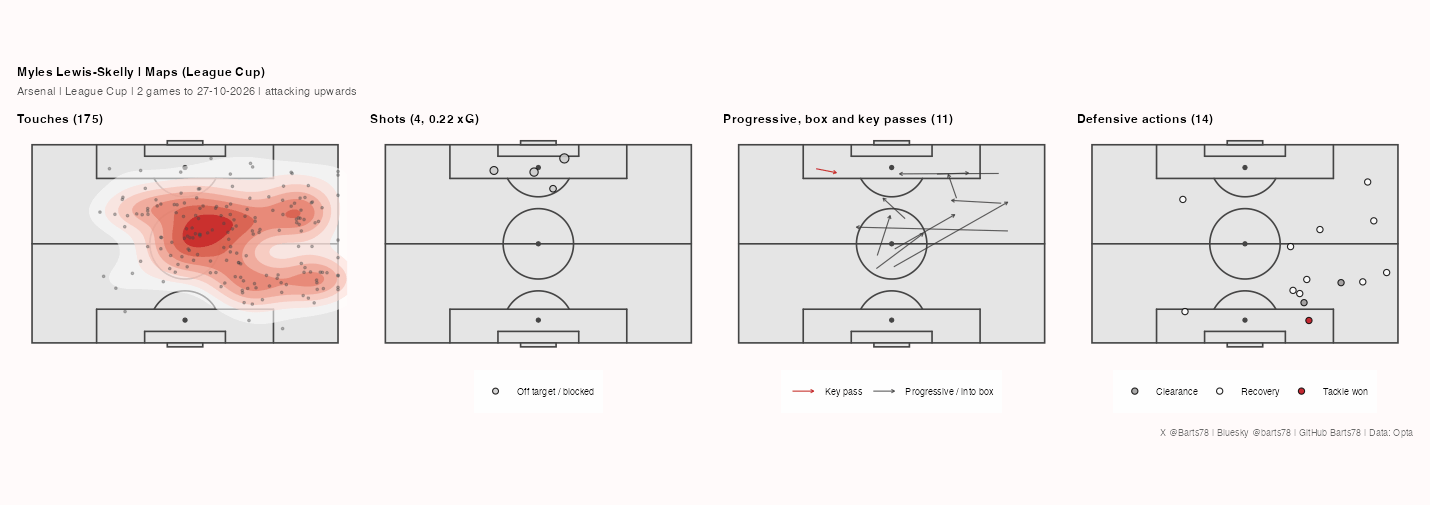 Myles Lewis-Skelly | Maps (League Cup)
Arsenal | League Cup | 2 games to 27-10-2026 | attacking upwards
Touches (175)
Shots (4, 0.22 xG)
Progressive, box and key passes (11)
Defensive actions (14)
Off target / blocked
Key pass
Progressive / into box
Clearance
Recovery
Tackle won
X @Barts78 | Bluesky @barts78 | GitHub Barts78 | Data: Opta